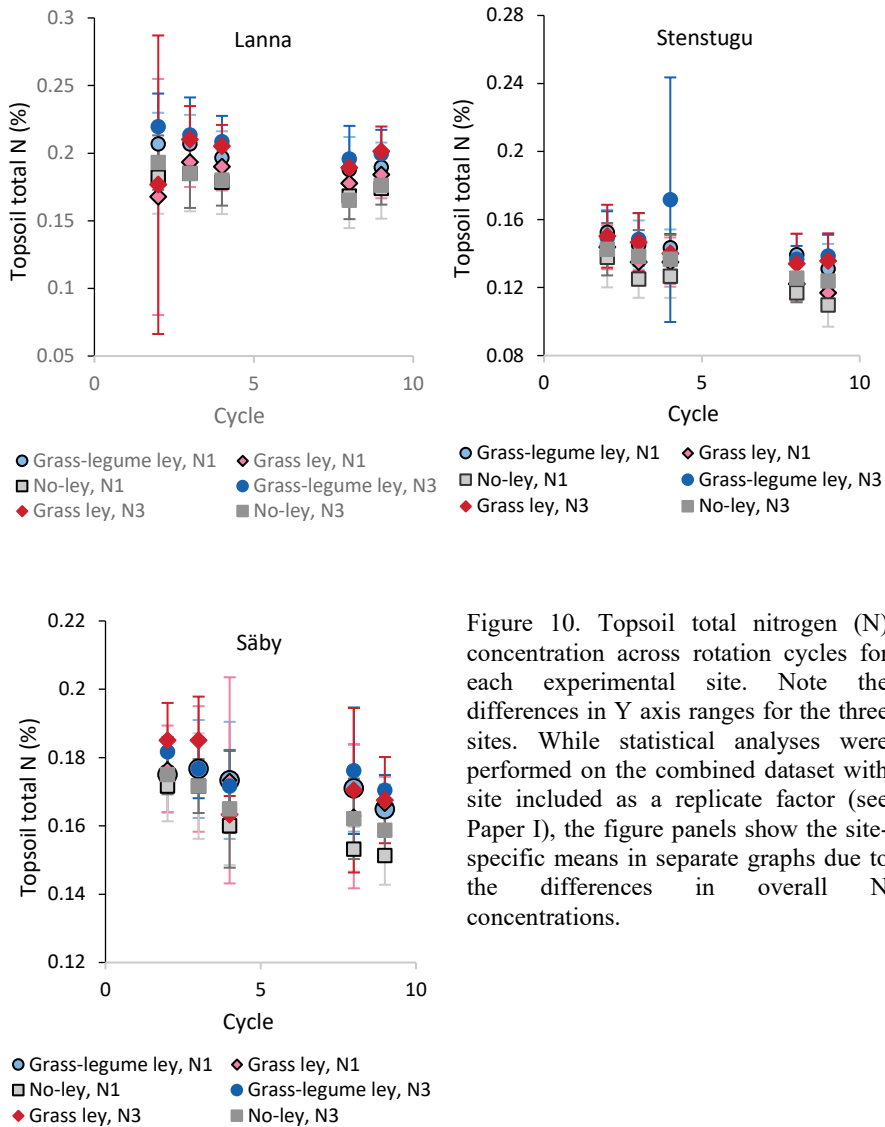 Lanna
0.3
0.25
0.2
0.15
0.1
0.05
Topsoil total N (%)
0
5
10
Cycle
Grass-legume ley, N1
Grass ley, N1
No-ley, N1
Grass-legume ley, N3
Grass ley, N3
No-ley, N3
Stenstugu
0.28
0.24
0.2
0.16
0.12
0.08
Topsoil total N (%)
0
5
10
Cycle
Grass-legume ley, N1
Grass ley, N1
No-ley, N1
Grass-legume ley, N3
Grass ley, N3
No-ley, N3
Säby
0.22
0.2
0.18
0.16
0.14
0.12
Topsoil total N (%)
0
5
10
Cycle
Grass-legume ley, N1
Grass ley, N1
No-ley, N1
Grass-legume ley, N3
Grass ley, N3
No-ley, N3
Figure 10. Topsoil total nitrogen (N)
concentration across rotation cycles for
each experimental site. Note the
differences in Y axis ranges for the three
sites. While statistical analyses were
performed on the combined dataset with
site included as a replicate factor (see
Paper I), the figure panels show the site-
specific means in separate graphs due to
the differences in overall N
concentrations.